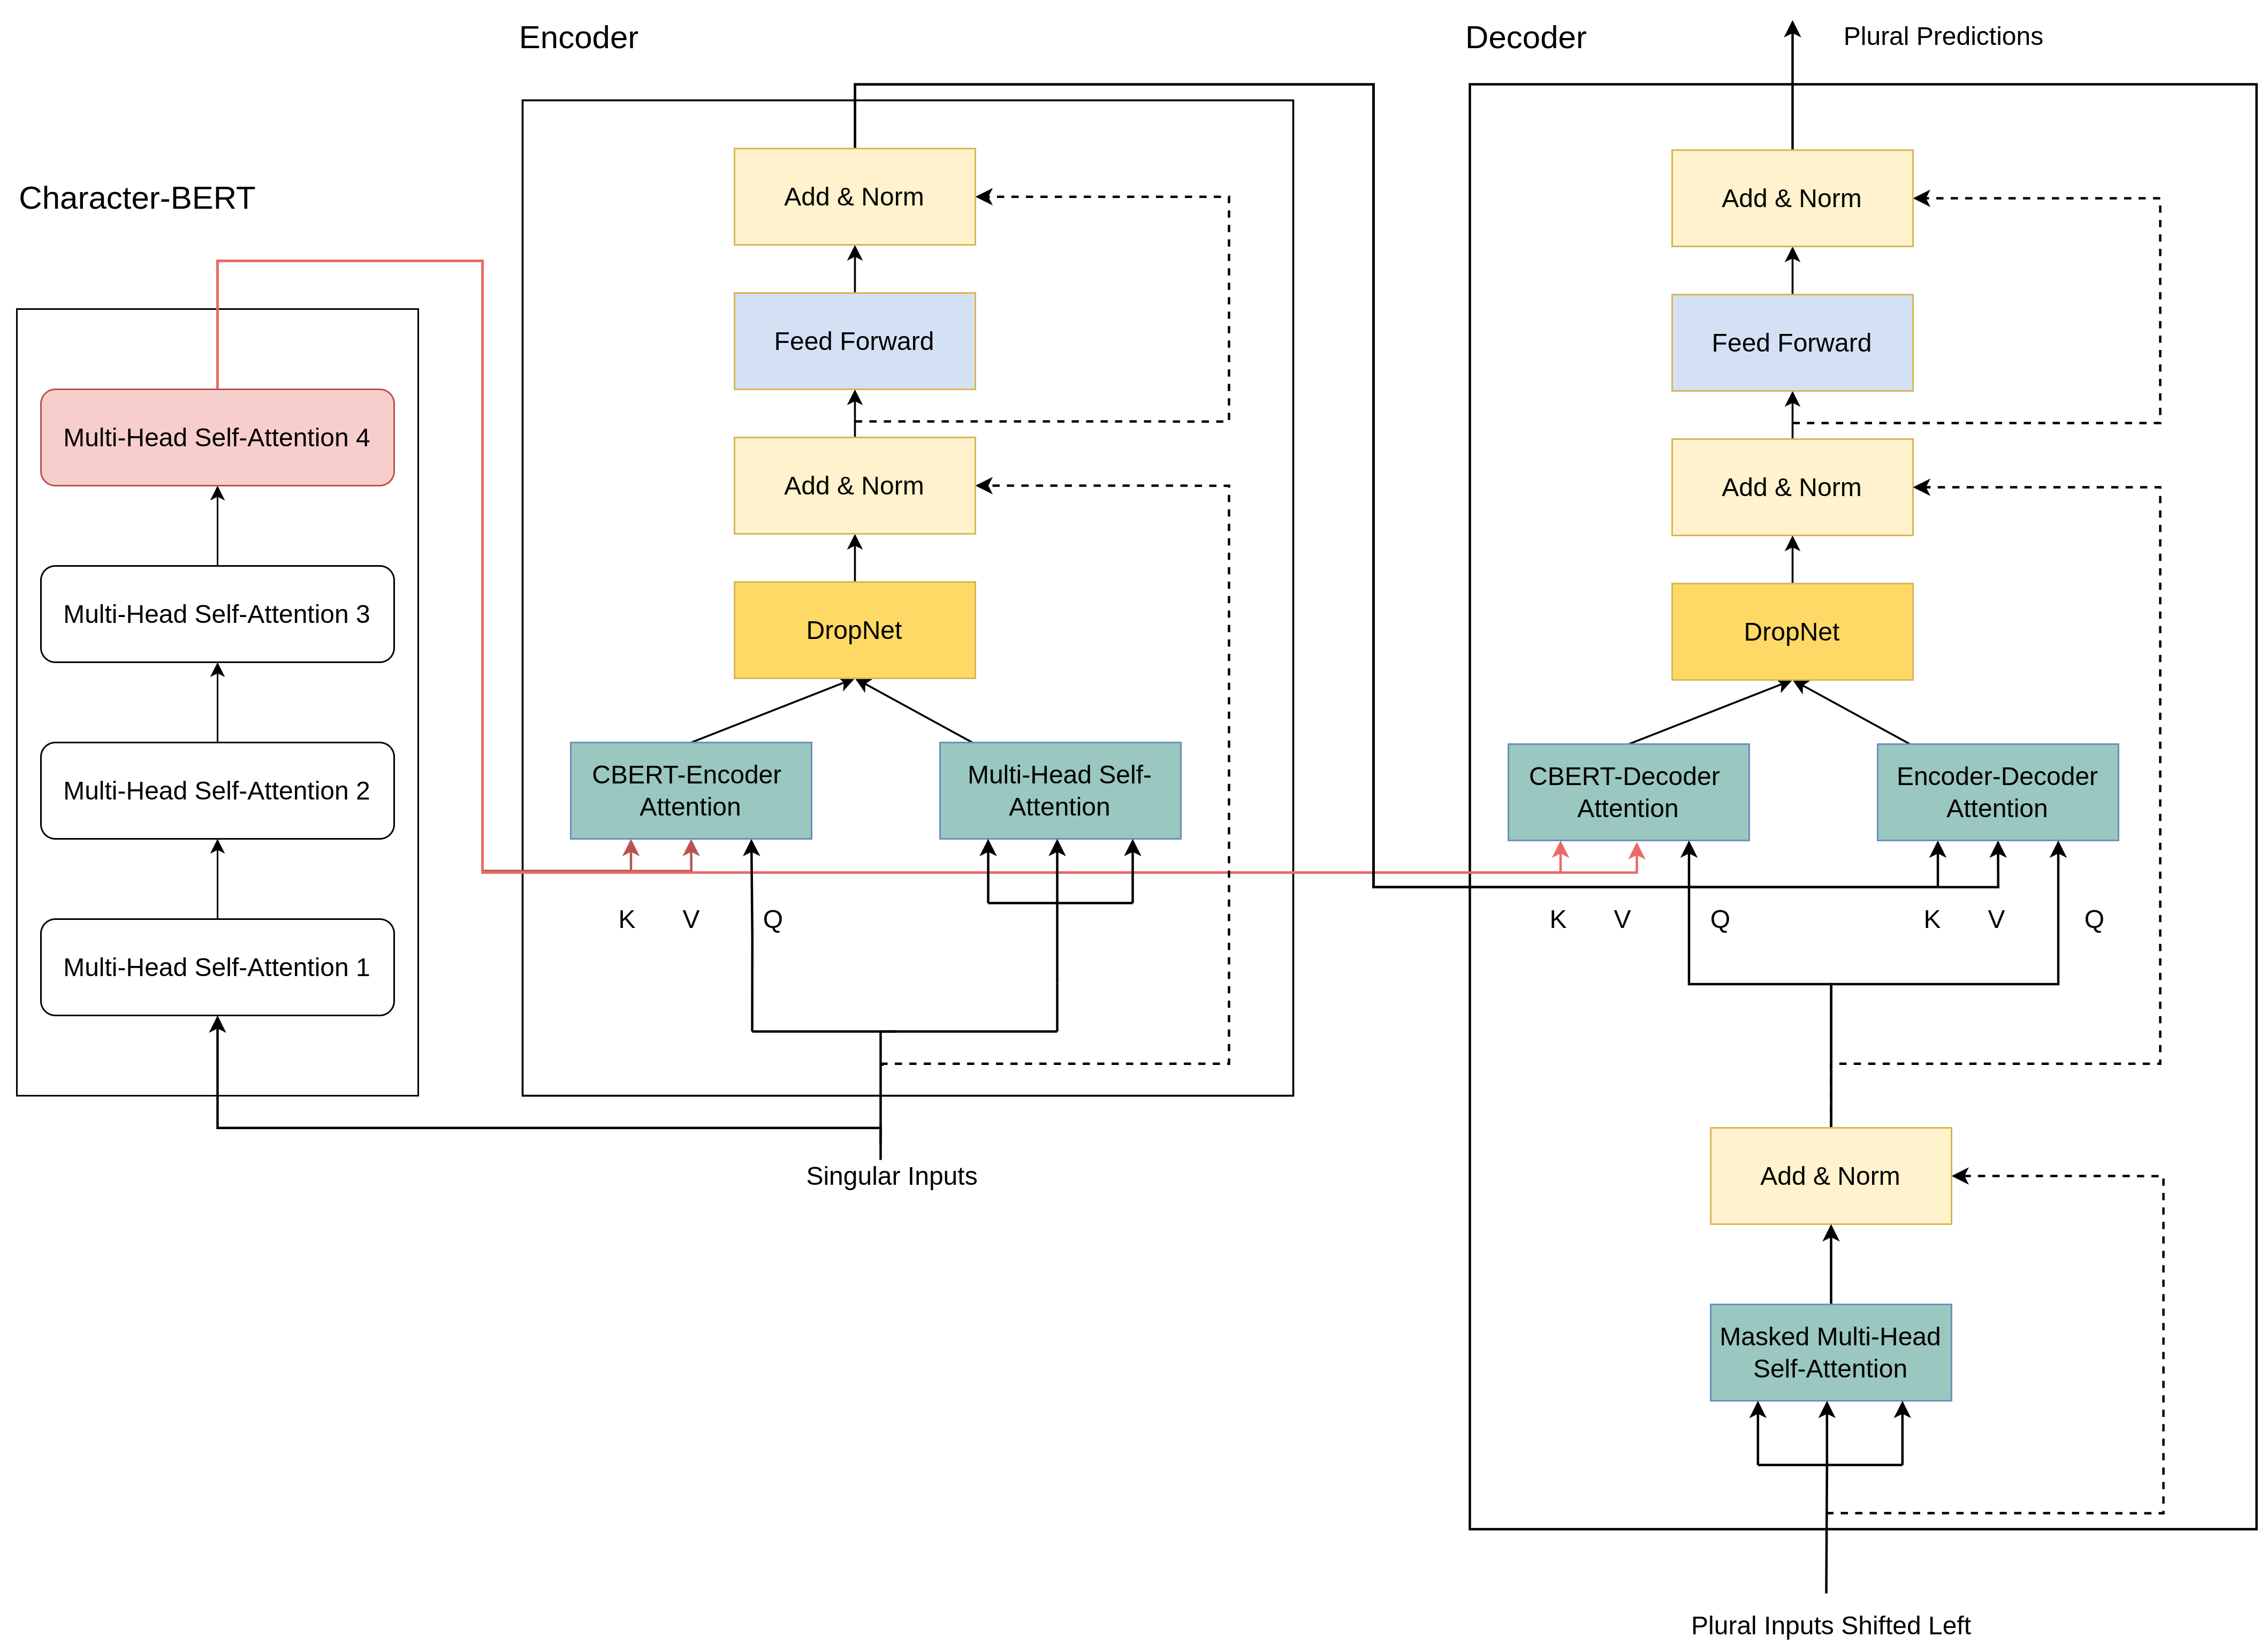 Character-BERT
Multi-Head Self-Attention 4
Multi-Head Self-Attention 3
Multi-Head Self-Attention 2
Multi-Head Self-Attention 1
Encoder
Add & Norm
Feed Forward
Add & Norm
DropNet
CBERT-Encoder
Attention
Multi-Head Self-
Attention
K V Q
Singular Inputs
Decoder
Plural Predictions
Add & Norm
Feed Forward
Add & Norm
DropNet
CBERT-Decoder
Attention
Encoder-Decoder
Attention
K V Q
K V Q
Add & Norm
Masked Multi-Head
Self-Attention
Plural Inputs Shifted Left